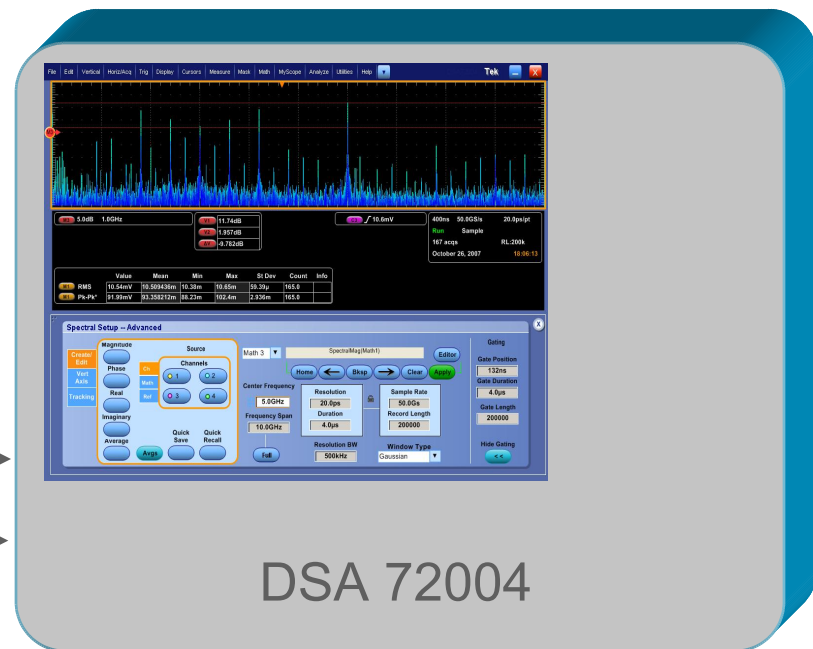 File Edit Vertical Horiz/Acq Trig Display Cursors Measure Mask Math MyScope Analyze Utilities Help Tek X
M3 5.0dB 1.0GHz
V1 11.74dB
V2 1.957dB
ΔV -9.782dB
10.6mV
400ns 50.0GS/s 20.0ps/pt
Run Sample
167 acqs RL:200k
October 26, 2007 18:06:13
Value Mean Min Max St Dev Count Info
M1 RMS 10.54mV 10.509436m 10.38m 10.65m 59.39µ 165.0
M1 Pk-Pk* 91.99mV 93.358212m 88.23m 102.4m 2.936m 165.0
Spectral Setup – Advanced X
Create/
Edit
Vert
Axis
Tracking
Magnitude
Phase
Real
Imaginary
Average
Source
Ch
Math
Ref
Channels
1 2
3 4
Avgs
Quick
Save
Quick
Recall
Math 3 SpectralMag(Math1) Editor
Home Bksp Clear Apply
Center Frequency
5.0GHz
Frequency Span
10.0GHz
Full
Resolution
20.0ps
Duration
4.0µs
Sample Rate
50.0Gs
Record Length
200000
Resolution BW
500kHz
Window Type
Gaussian
Gating
Gate Position
132ns
Gate Duration
4.0µs
Gate Length
200000
Hide Gating
<<
DSA 72004